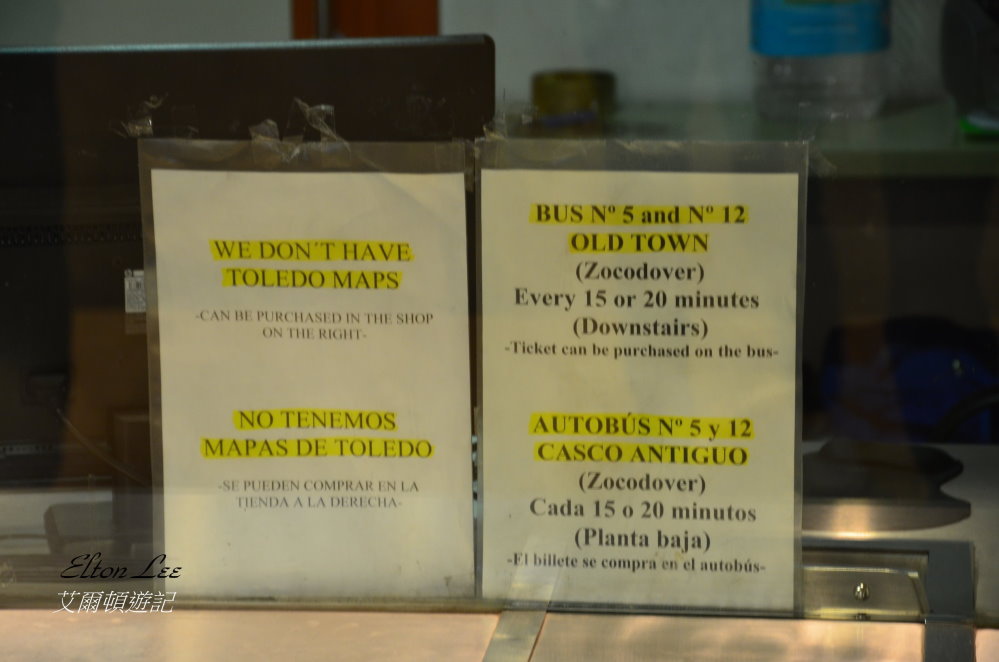 WE DON´T HAVE
TOLEDO MAPS
-CAN BE PURCHASED IN THE SHOP
ON THE RIGHT-
NO TENEMOS
MAPAS DE TOLEDO
-SE PUEDEN COMPRAR EN LA
TIENDA A LA DERECHA-
BUS Nº 5 and Nº 12
OLD TOWN
(Zocodover)
Every 15 or 20 minutes
(Downstairs)
-Ticket can be purchased on the bus-
AUTOBÚS Nº 5 y 12
CASCO ANTIGUO
(Zocodover)
Cada 15 o 20 minutos
(Planta baja)
-El billete se compra en el autobús-
Elton Lee
艾爾頓遊記